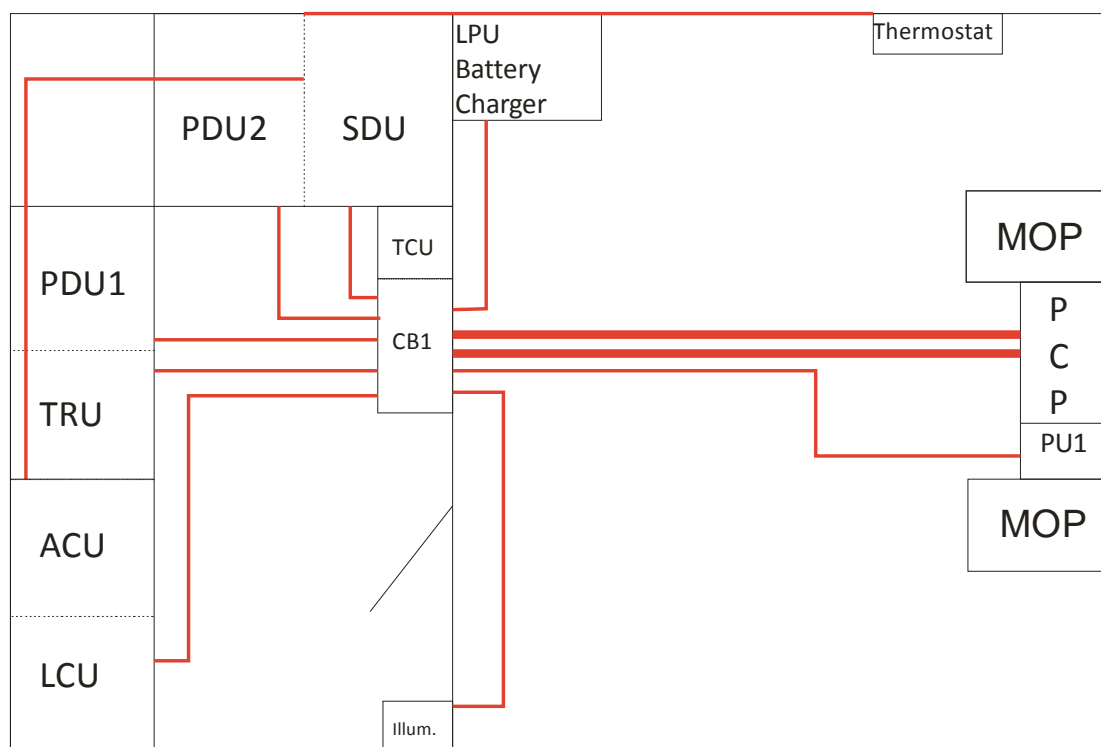 LPU
Battery
Charger
Thermostat
PDU2
SDU
MOP
TCU
PDU1
P
C
P
CB1
TRU
PU1
MOP
ACU
LCU
Illum.